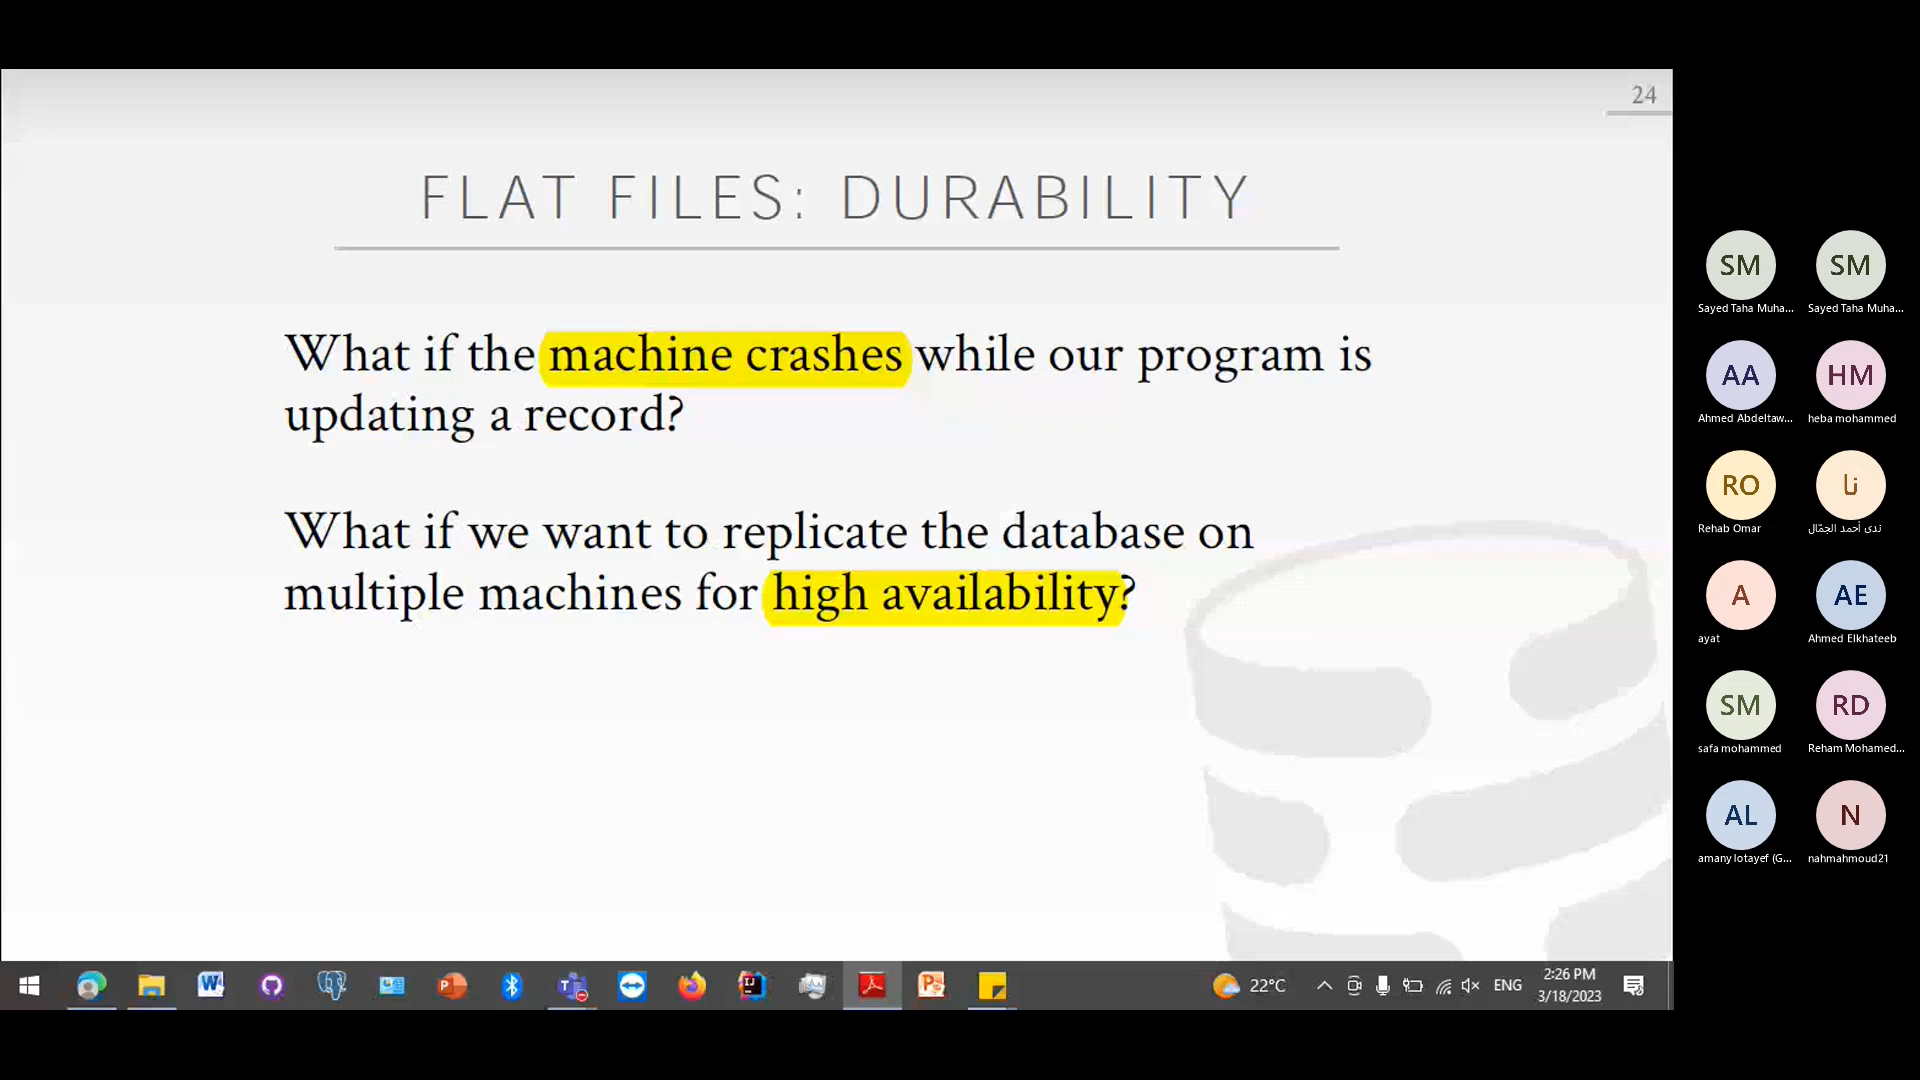 24
FLAT FILES: DURABILITY
What if the machine crashes while our program is
updating a record?
What if we want to replicate the database on
multiple machines for high availability?
SM SM
Sayed Taha Muha... Sayed Taha Muha...
AA HM
Ahmed Abdeltaw... heba mohammed
RO نا
Rehab Omar ندى أحمد الجمّال
A AE
ayat Ahmed Elkhateeb
SM RD
safa mohammed Reham Mohamed...
AL N
amany lotayef (G... nahmahmoud21
22°C ENG 2:26 PM
3/18/2023